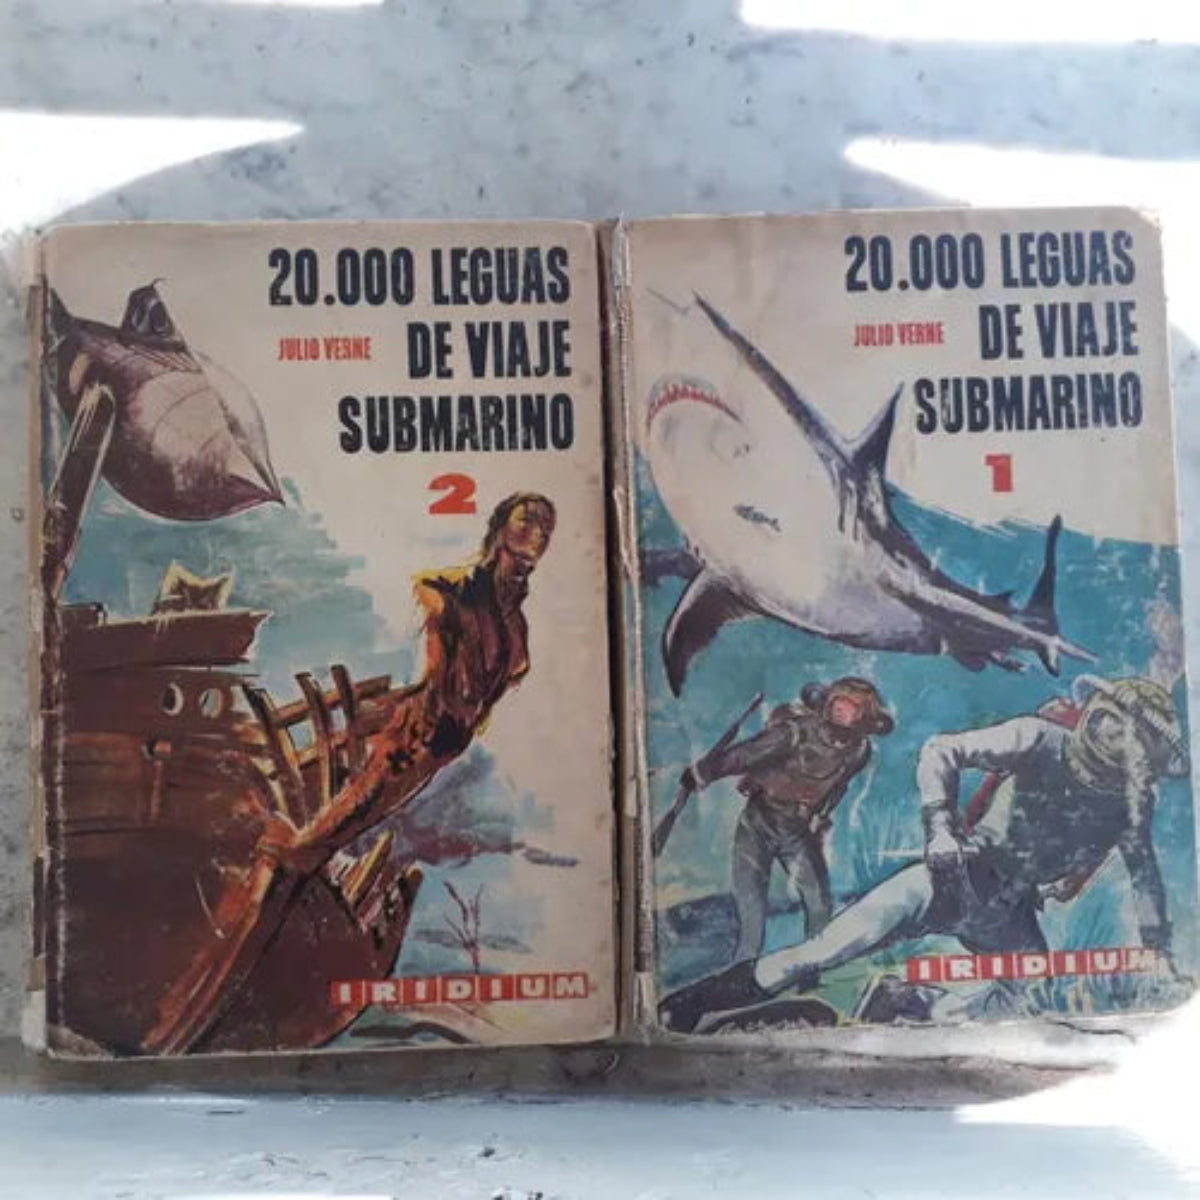 20.000 LEGUAS
JULIO VERNE DE VIAJE
SUBMARINO
2
IRIDIUM
20.000 LEGUAS
JULIO VERNE DE VIAJE
SUBMARINO
1
IRIDIUM